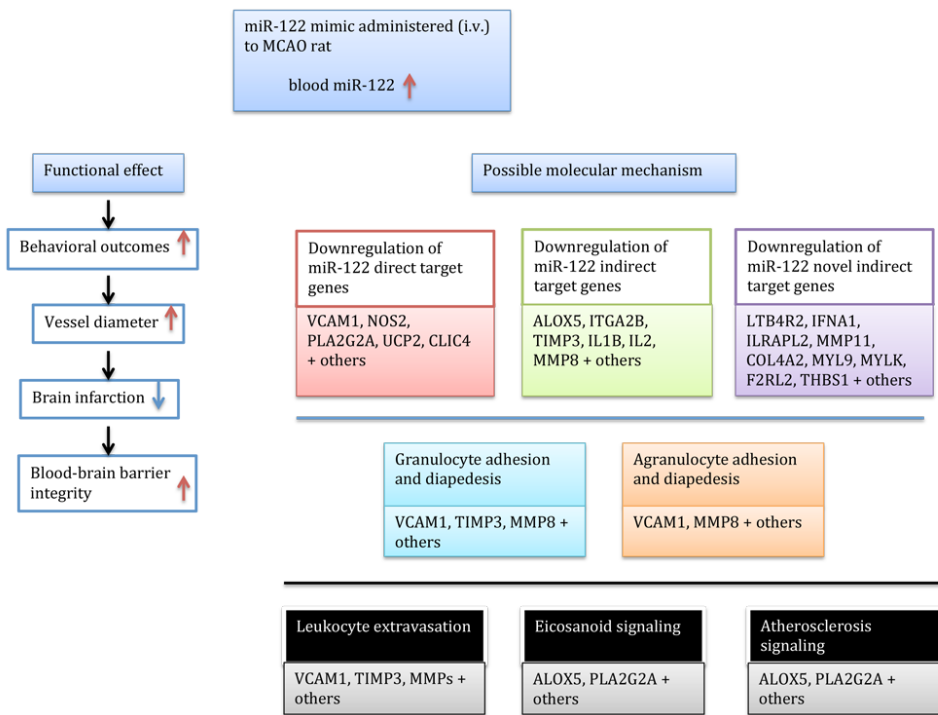 miR-122 mimic administered (i.v.)
to MCAO rat
blood miR-122
Functional effect
Behavioral outcomes
Vessel diameter
Brain infarction
Blood-brain barrier
integrity
Possible molecular mechanism
Downregulation of
miR-122 direct target
genes
VCAM1, NOS2,
PLA2G2A, UCP2, CLIC4
+ others
Downregulation of
miR-122 indirect
target genes
ALOX5, ITGA2B,
TIMP3, IL1B, IL2,
MMP8 + others
Downregulation of
miR-122 novel indirect
target genes
LTB4R2, IFNA1,
ILRAPL2, MMP11,
COL4A2, MYL9, MYLK,
F2RL2, THBS1 + others
Granulocyte adhesion
and diapedesis
VCAM1, TIMP3, MMP8 +
others
Agranulocyte adhesion
and diapedesis
VCAM1, MMP8 + others
Leukocyte extravasation
VCAM1, TIMP3, MMPs +
others
Eicosanoid signaling
ALOX5, PLA2G2A +
others
Atherosclerosis
signaling
ALOX5, PLA2G2A +
others